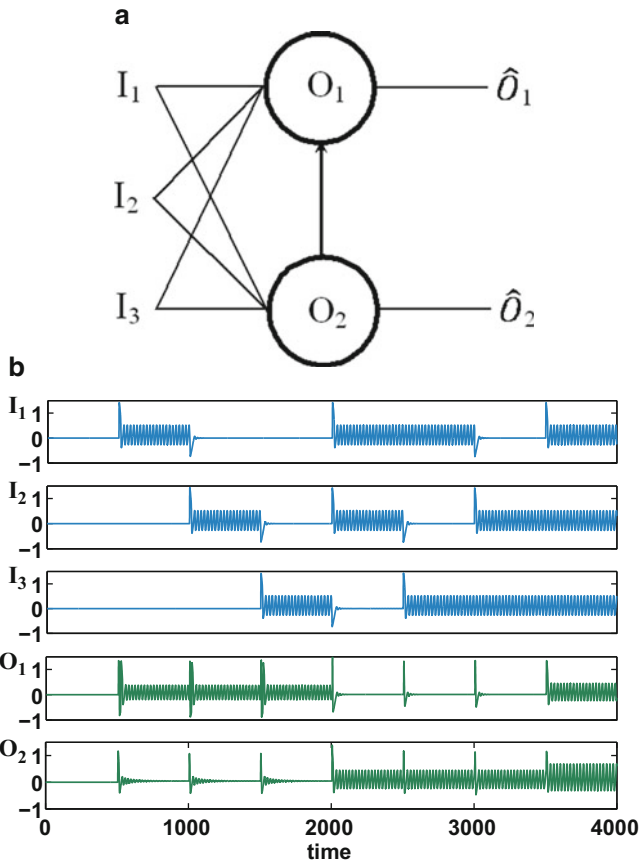 a
I₁ O₁ Ô₁
I₂
I₃ O₂ Ô₂
b
I₁ 1
0
−1
I₂ 1
0
−1
I₃ 1
0
−1
O₁ 1
0
−1
O₂ 1
0
−1
0 1000 2000 3000 4000
time